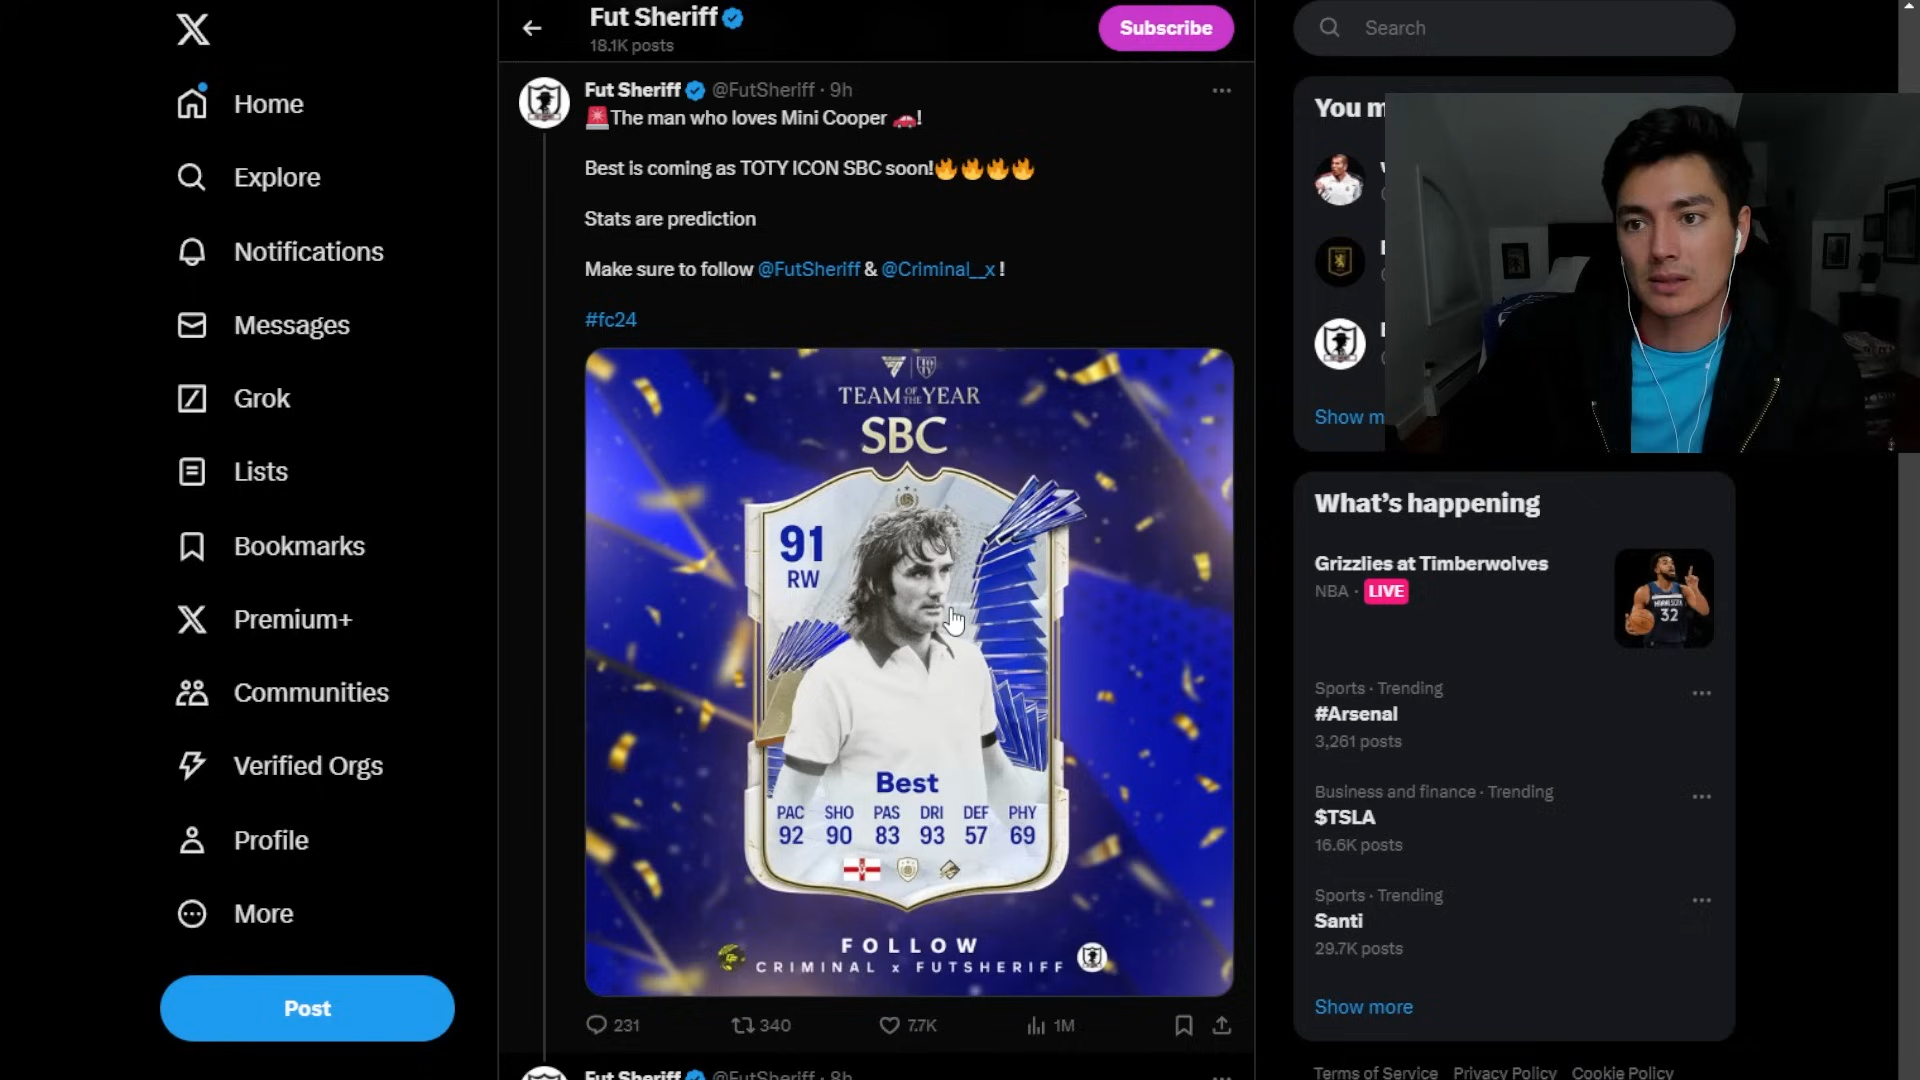 Home
Explore
Notifications
Messages
Grok
Lists
Bookmarks
Premium+
Communities
Verified Orgs
Profile
More
Post
Fut Sheriff
18.1K posts
Subscribe
Fut Sheriff @FutSheriff · 9h
🚨The man who loves Mini Cooper 🚗!
Best is coming as TOTY ICON SBC soon!🔥🔥🔥🔥
Stats are prediction
Make sure to follow @FutSheriff & @Criminal__x !
#fc24
TEAM OF THE YEAR
SBC
91
RW
Best
PAC SHO PAS DRI DEF PHY
92 90 83 93 57 69
FOLLOW
CRIMINAL x FUTSHERIFF
231 340 7.7K 1M
Fut Sheriff @FutSheriff · 8h
Search
You m
Show m
What's happening
Grizzlies at Timberwolves
NBA · LIVE
32
Sports · Trending
#Arsenal
3,261 posts
Business and finance · Trending
$TSLA
16.6K posts
Sports · Trending
Santi
29.7K posts
Show more
Terms of Service Privacy Policy Cookie Policy